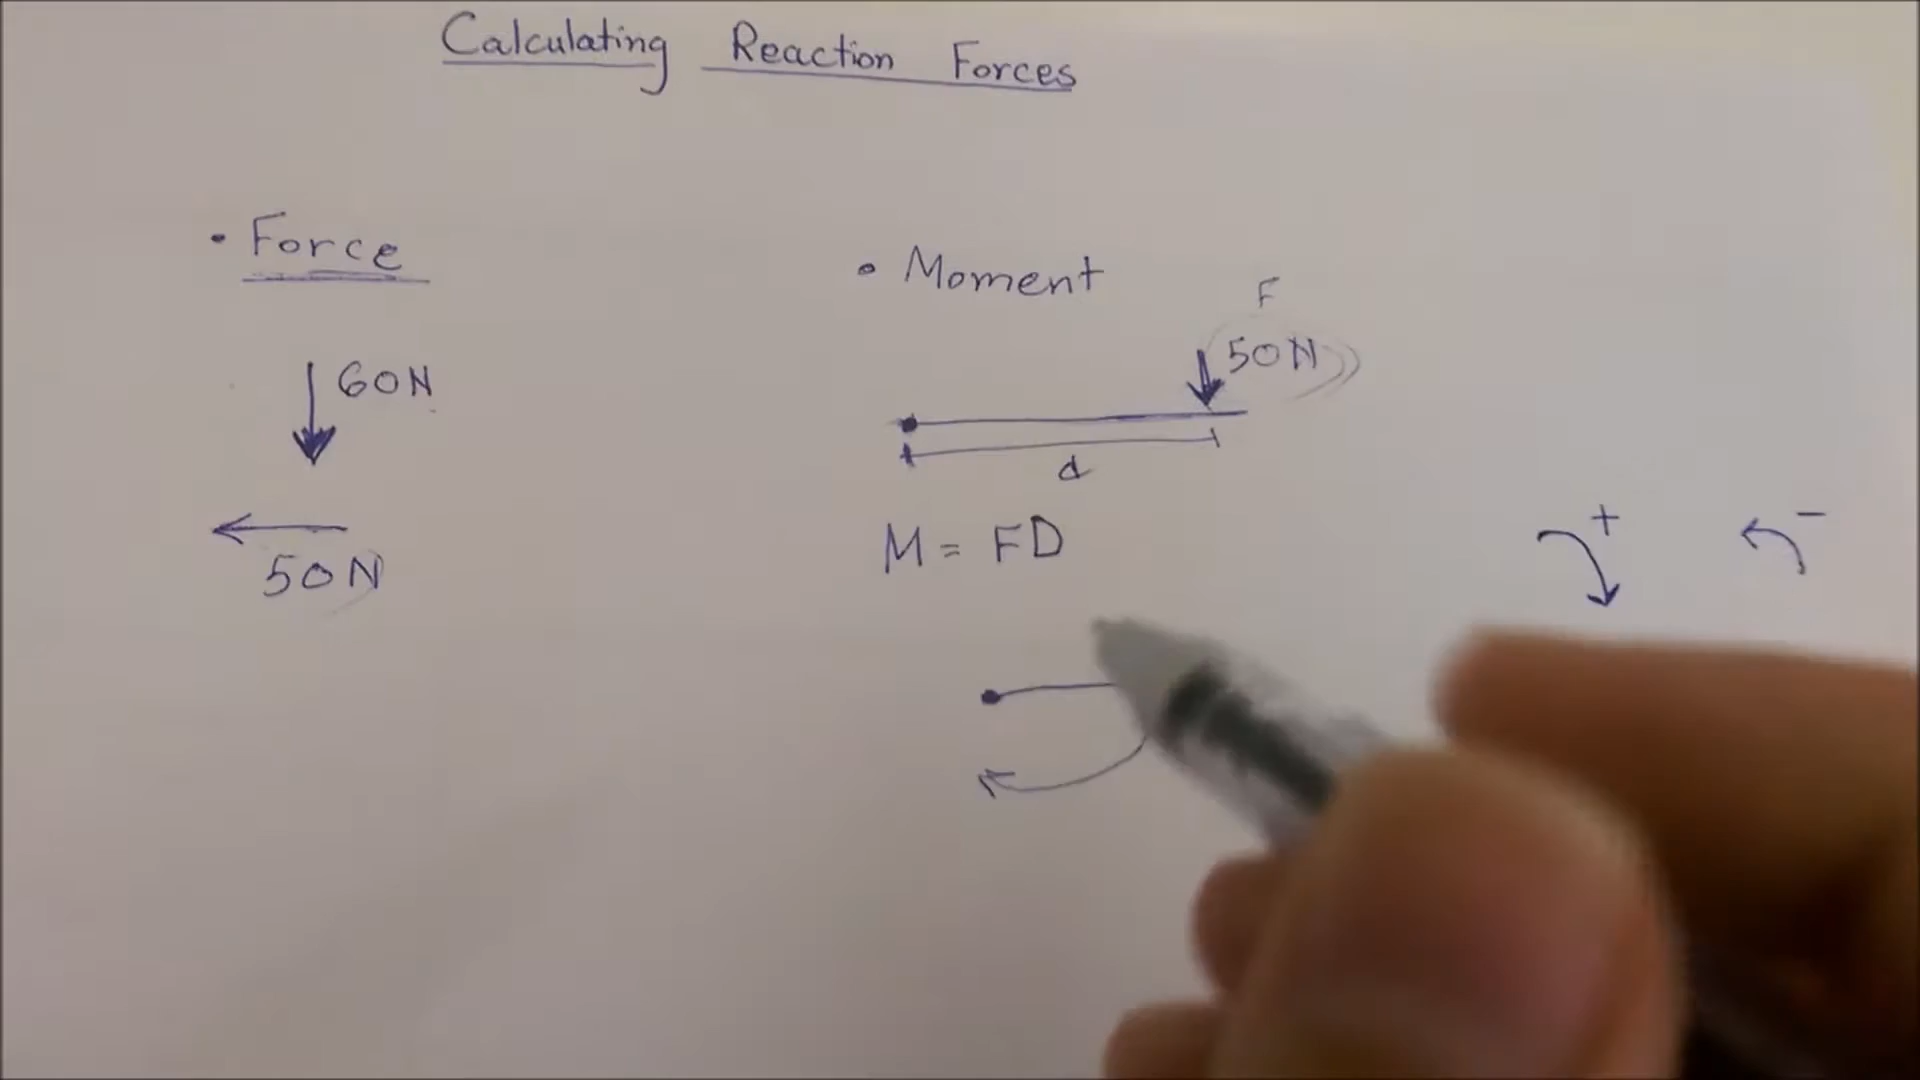 Calculating Reaction Forces
• Force
60N
50N
• Moment
F
50N
d
M = FD
+
-